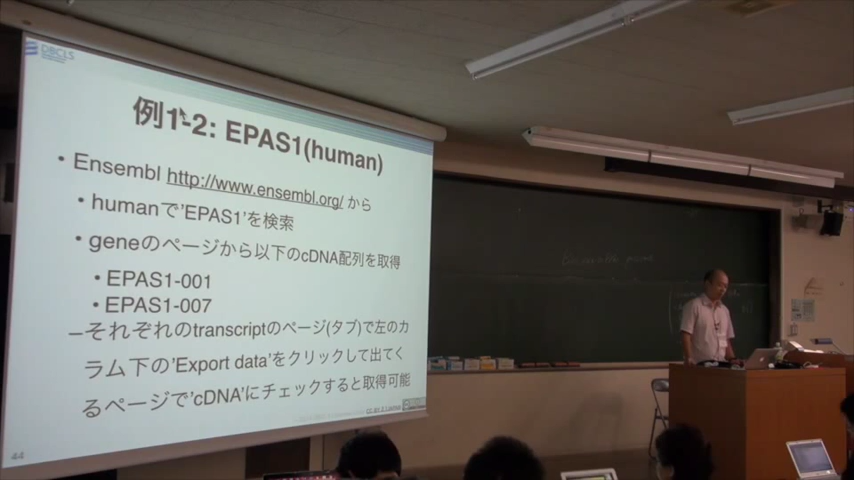 DBCLS
例1-2: EPAS1(human)
• Ensembl http://www.ensembl.org/ から
• humanで'EPAS1'を検索
• geneのページから以下のcDNA配列を取得
• EPAS1-001
• EPAS1-007
–それぞれのtranscriptのページ(タブ)で左のカ
ラム下の'Export data'をクリックして出てく
るページで'cDNA'にチェックすると取得可能
44